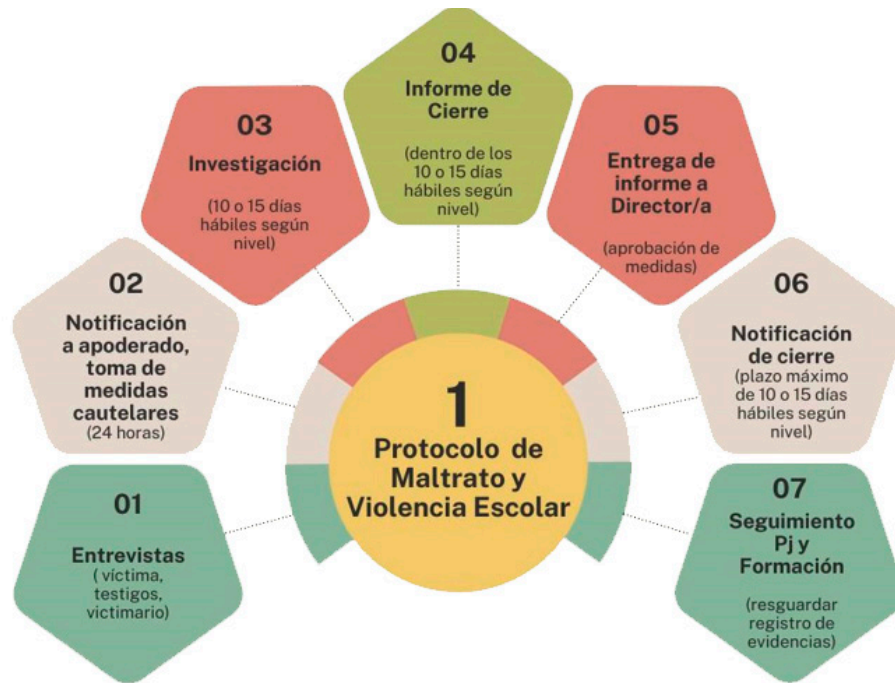 1
Protocolo de
Maltrato y
Violencia Escolar
01
Entrevistas
( víctima,
testigos,
victimario)
02
Notificación
a apoderado,
toma de
medidas
cautelares
(24 horas)
03
Investigación
(10 o 15 días
hábiles según
nivel)
04
Informe de
Cierre
(dentro de los
10 o 15 días
hábiles según
nivel)
05
Entrega de
informe a
Director/a
(aprobación de
medidas)
06
Notificación
de cierre
(plazo máximo
de 10 o 15 días
hábiles según
nivel)
07
Seguimiento
Pj y
Formación
(resguardar
registro de
evidencias)